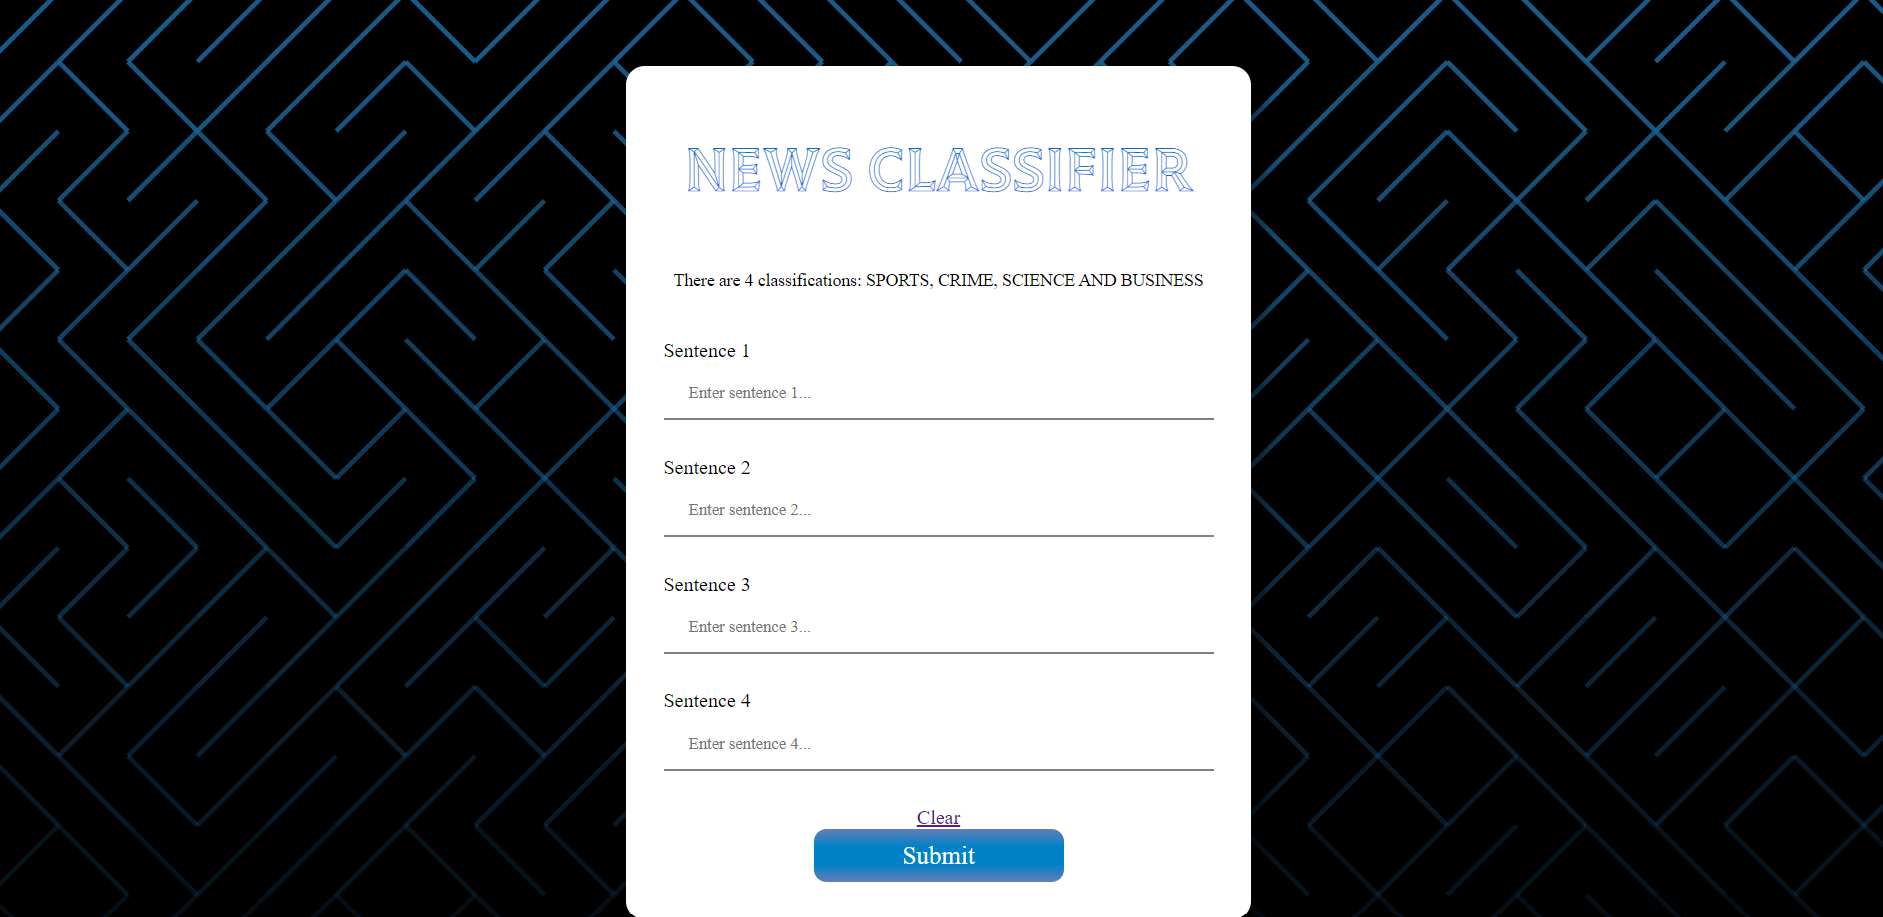 NEWS CLASSIFIER
There are 4 classifications: SPORTS, CRIME, SCIENCE AND BUSINESS
Sentence 1
Enter sentence 1...
Sentence 2
Enter sentence 2...
Sentence 3
Enter sentence 3...
Sentence 4
Enter sentence 4...
Clear
Submit